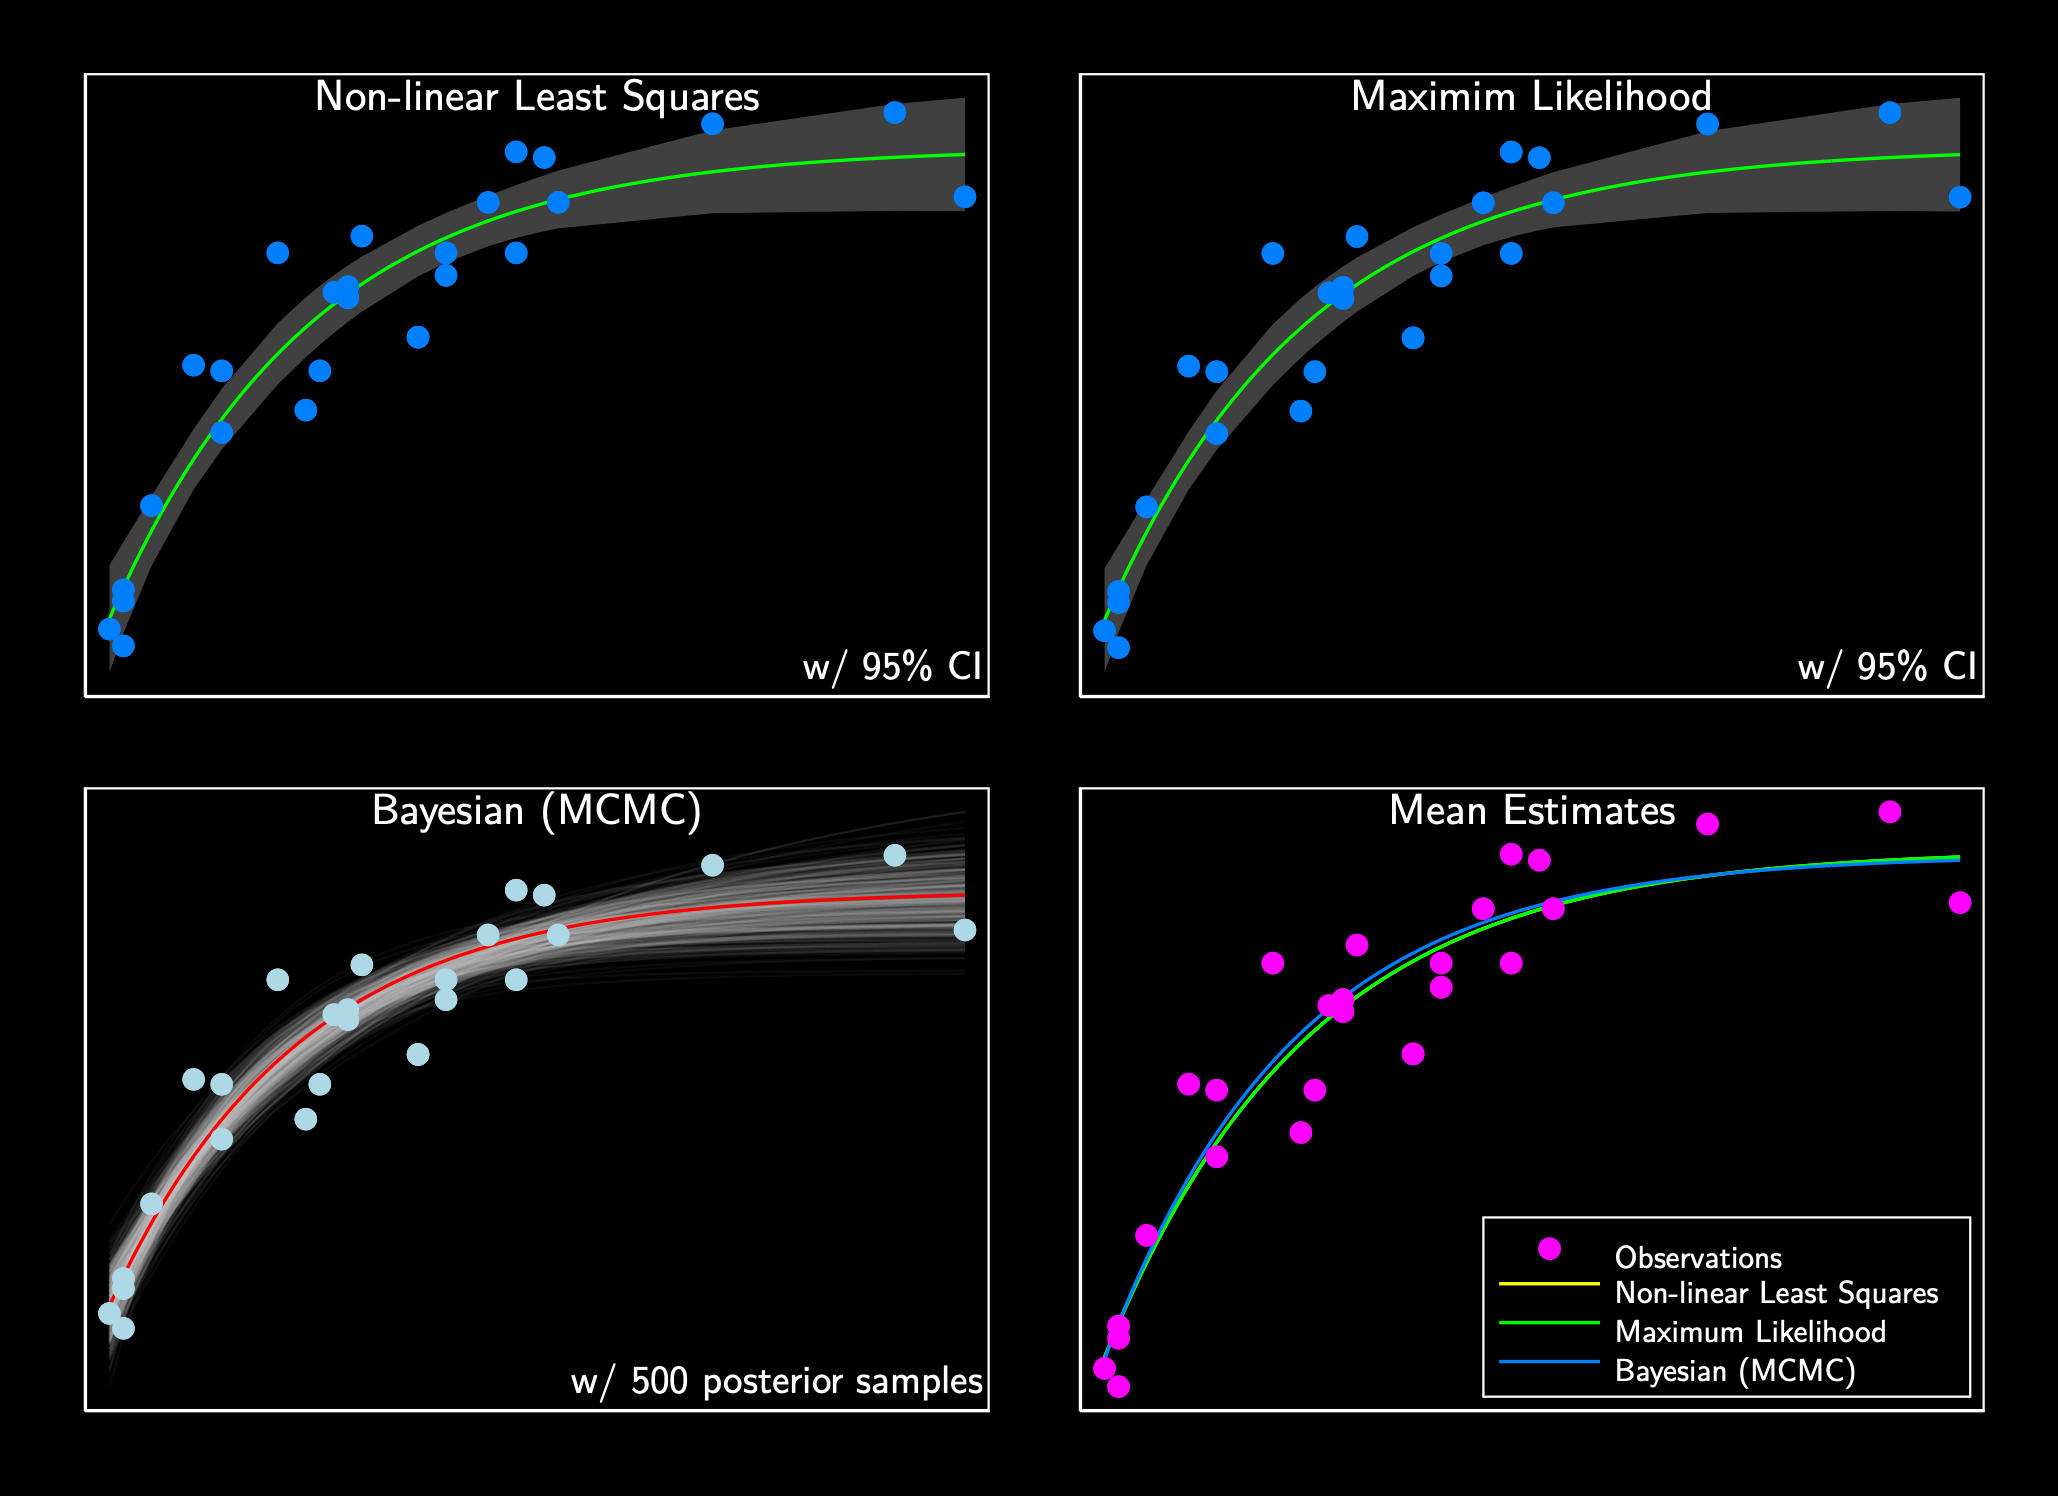 Non-linear Least Squares
w/ 95% CI
Maximim Likelihood
w/ 95% CI
Bayesian (MCMC)
w/ 500 posterior samples
Mean Estimates
Observations
Non-linear Least Squares
Maximum Likelihood
Bayesian (MCMC)